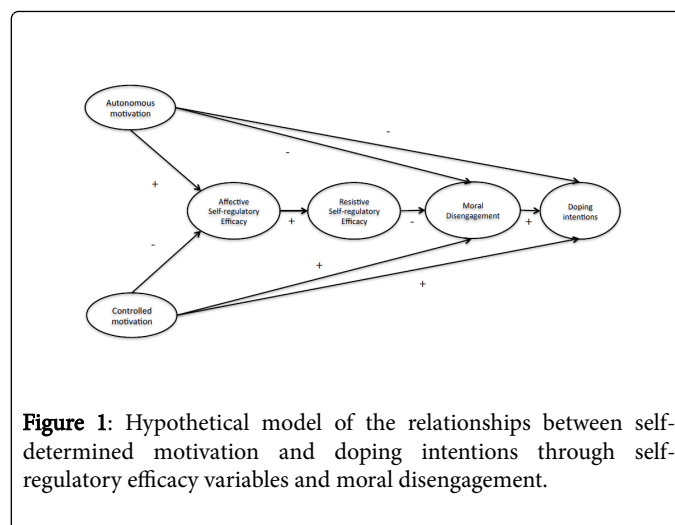 Autonomous
motivation
-
-
+
Affective
Self-regulatory
Efficacy
+
Resistive
Self-regulatory
Efficacy
-
Moral
Disengagement
+
Doping
intentions
-
+
+
Controlled
motivation
Figure 1: Hypothetical model of the relationships between self-
determined motivation and doping intentions through self-
regulatory efficacy variables and moral disengagement.